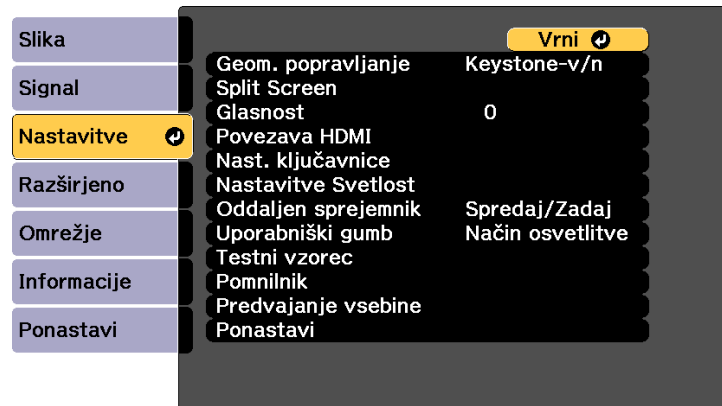 Slika
Signal
Nastavitve
Razširjeno
Omrežje
Informacije
Ponastavi
Vrni
Geom. popravljanje Keystone-v/n
Split Screen
Glasnost 0
Povezava HDMI
Nast. ključavnice
Nastavitve Svetlost
Oddaljen sprejemnik Spredaj/Zadaj
Uporabniški gumb Način osvetlitve
Testni vzorec
Pomnilnik
Predvajanje vsebine
Ponastavi